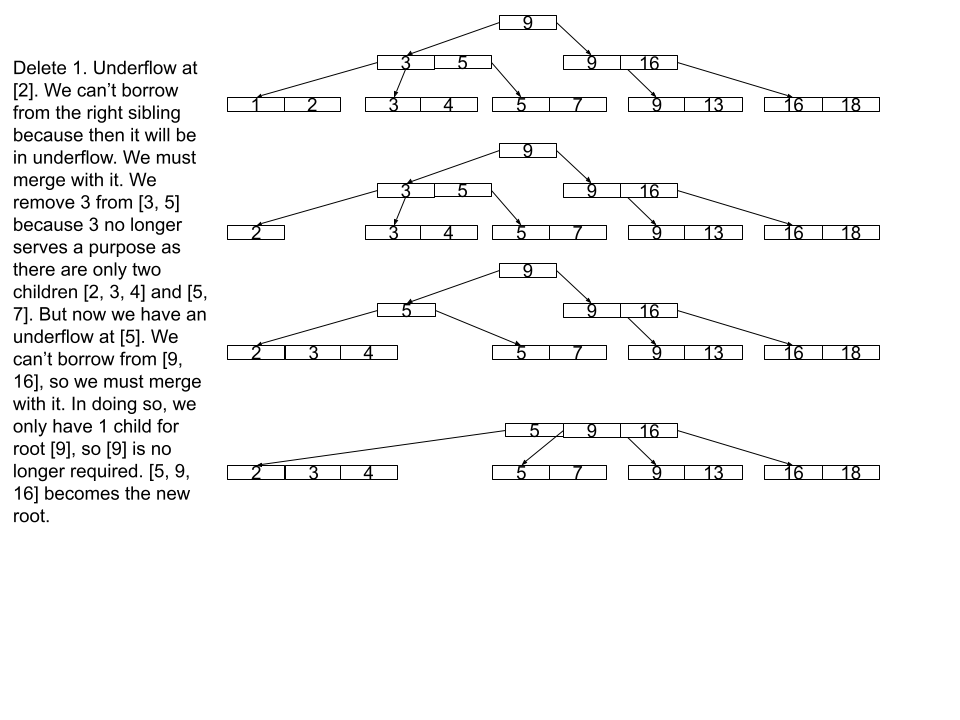 Delete 1. Underflow at
[2]. We can’t borrow
from the right sibling
because then it will be
in underflow. We must
merge with it. We
remove 3 from [3, 5]
because 3 no longer
serves a purpose as
there are only two
children [2, 3, 4] and [5,
7]. But now we have an
underflow at [5]. We
can’t borrow from [9,
16], so we must merge
with it. In doing so, we
only have 1 child for
root [9], so [9] is no
longer required. [5, 9,
16] becomes the new
root.
9
3 5 9 16
1 2 3 4 5 7 9 13 16 18
9
3 5 9 16
2 3 4 5 7 9 13 16 18
9
5 9 16
2 3 4 5 7 9 13 16 18
5 9 16
2 3 4 5 7 9 13 16 18